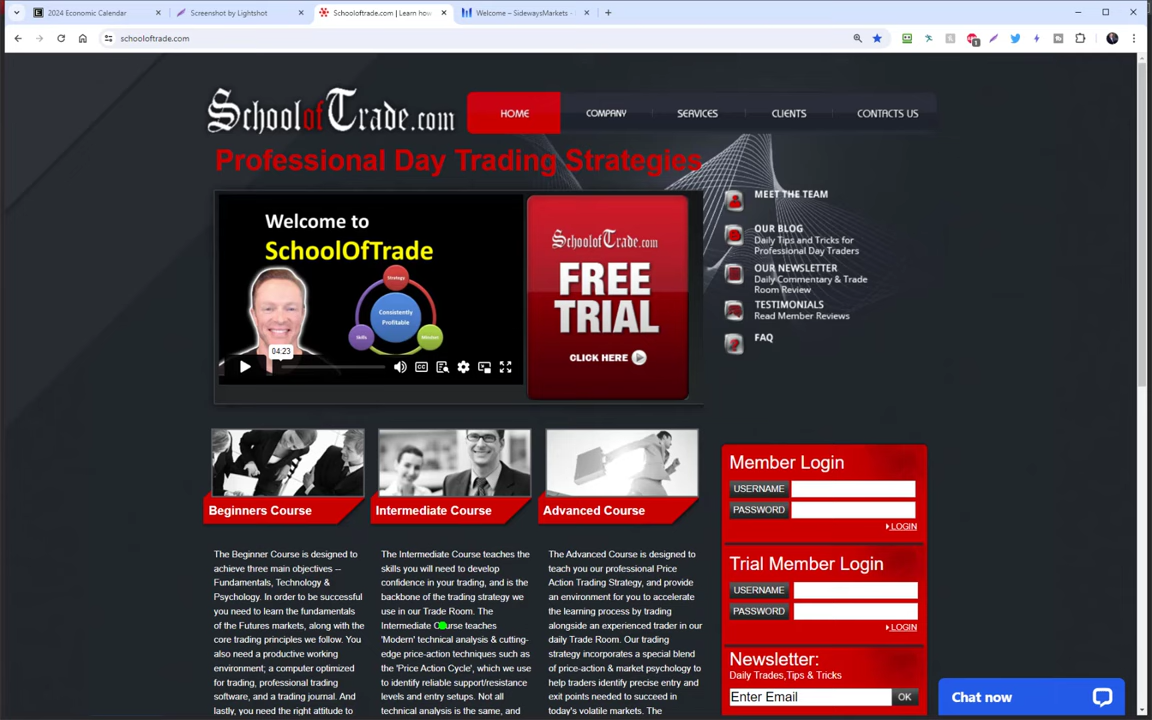 2024 Economic Calendar
Screenshot by Lightshot
Schooloftrade.com | Learn how
Welcome – SidewaysMarkets -
schooloftrade.com
1
SchoolofTrade.com
HOME
COMPANY
SERVICES
CLIENTS
CONTACTS US
Professional Day Trading Strategies
Welcome to
SchoolOfTrade
Strategy
Consistently
Profitable
Skills
Mindset
04:23
CC
SchoolofTrade.com
FREE
TRIAL
CLICK HERE
MEET THE TEAM
OUR BLOG
Daily Tips and Tricks for
Professional Day Traders
OUR NEWSLETTER
Daily Commentary & Trade
Room Review
TESTIMONIALS
Read Member Reviews
FAQ
Beginners Course
The Beginner Course is designed to
achieve three main objectives --
Fundamentals, Technology &
Psychology. In order to be successful
you need to learn the fundamentals
of the Futures markets, along with the
core trading principles we follow. You
also need a productive working
environment; a computer optimized
for trading, professional trading
software, and a trading journal. And
lastly, you need the right attitude to
Intermediate Course
The Intermediate Course teaches the
skills you will need to develop
confidence in your trading, and is the
backbone of the trading strategy we
use in our Trade Room. The
Intermediate Course teaches
'Modern' technical analysis & cutting-
edge price-action techniques such as
the 'Price Action Cycle', which we use
to identify reliable support/resistance
levels and entry setups. Not all
technical analysis is the same, and
Advanced Course
The Advanced Course is designed to
teach you our professional Price
Action Trading Strategy, and provide
an environment for you to accelerate
the learning process by trading
alongside an experienced trader in our
daily Trade Room. Our trading
strategy incorporates a special blend
of price-action & market psychology to
help traders identify precise entry and
exit points needed to succeed in
today's volatile markets. The
Member Login
USERNAME
PASSWORD
LOGIN
Trial Member Login
USERNAME
PASSWORD
LOGIN
Newsletter:
Daily Trades,Tips & Tricks
Enter Email
OK
Chat now